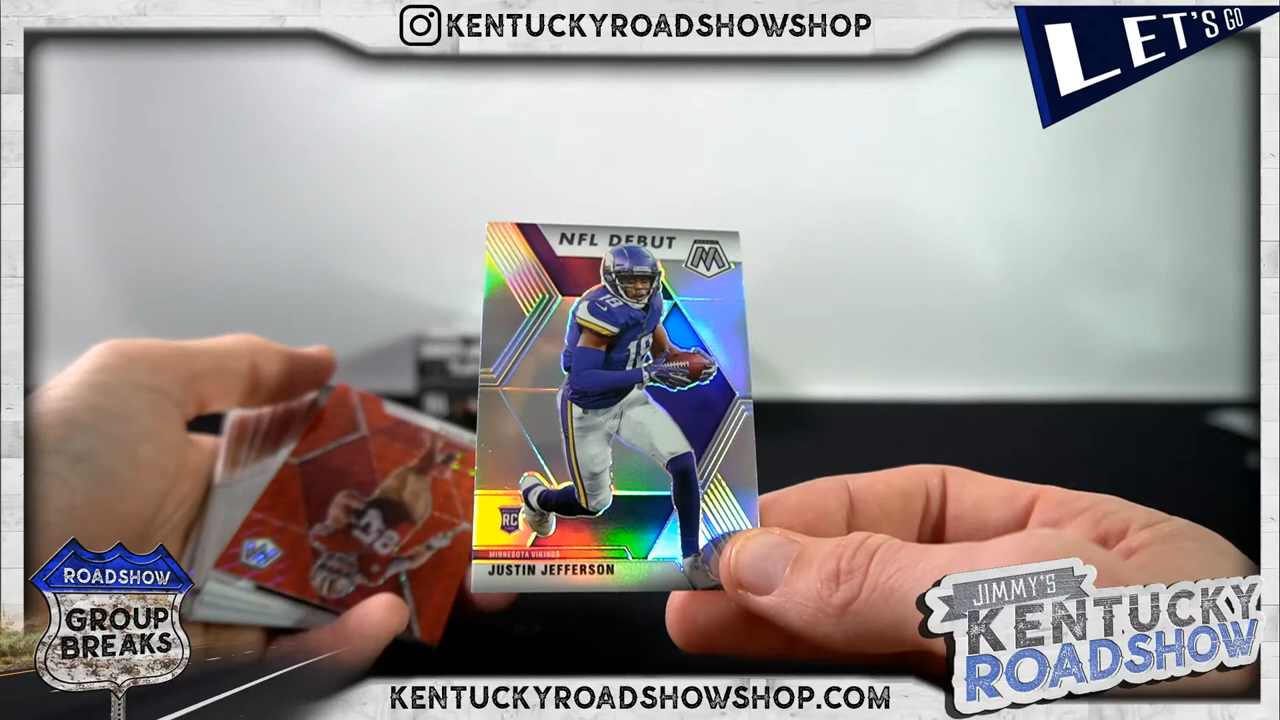 KENTUCKYROADSHOWSHOP
LET'S GO
NFL DEBUT
M
18
18
RC
MINNESOTA VIKINGS
JUSTIN JEFFERSON
ROADSHOW
GROUP
BREAKS
JIMMY'S
KENTUCKY
ROADSHOW
KENTUCKYROADSHOWSHOP.COM